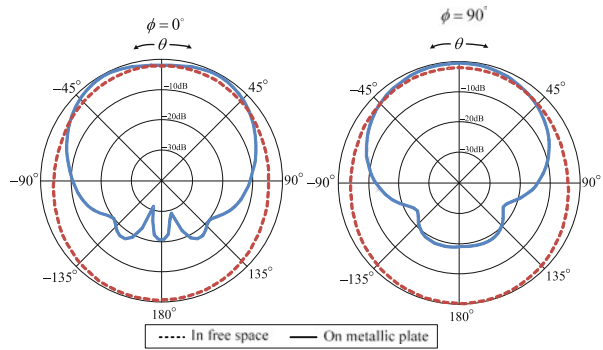 ϕ = 0°
θ
−45°
45°
−10dB
−20dB
−30dB
−90°
90°
−135°
135°
180°
ϕ = 90°
θ
−45°
45°
−10dB
−20dB
−30dB
−90°
90°
−135°
135°
180°
In free space
On metallic plate